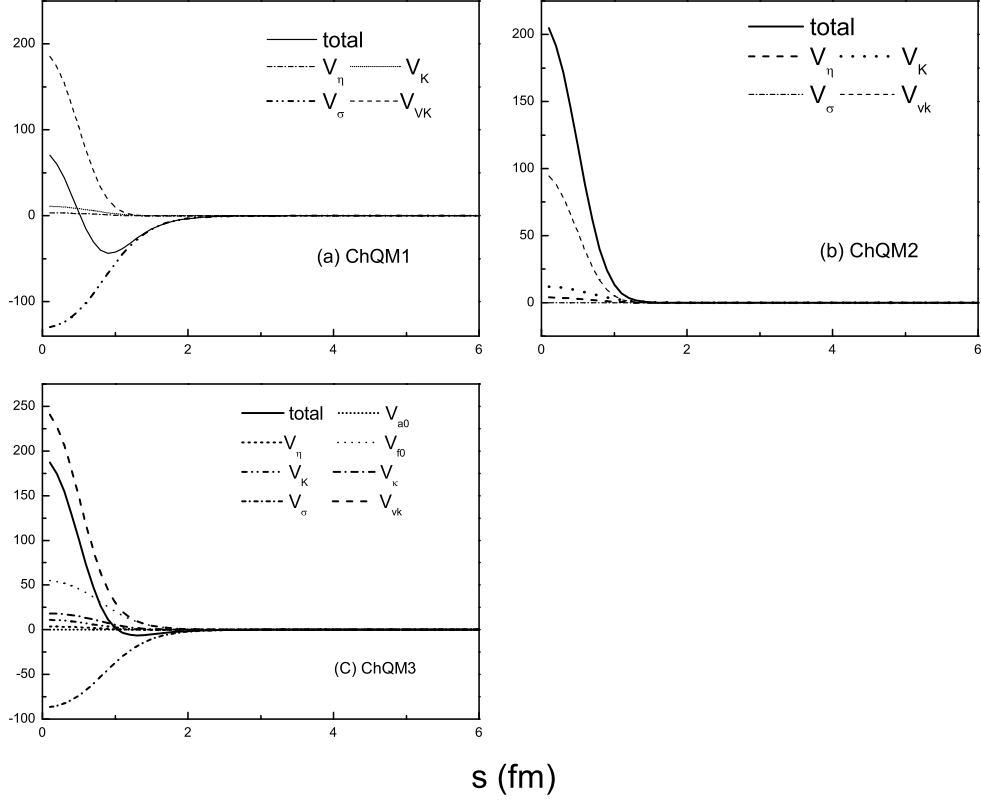 total
V_η V_K
V_σ V_VK
200
100
0
-100
(a) ChQM1
0 2 4 6
total
V_η V_K
V_σ V_vk
200
150
100
50
0
(b) ChQM2
0 2 4 6
total V_a0
V_η V_f0
V_K V_κ
V_σ V_vk
250
200
150
100
50
0
-50
-100
(C) ChQM3
0 2 4 6
s (fm)